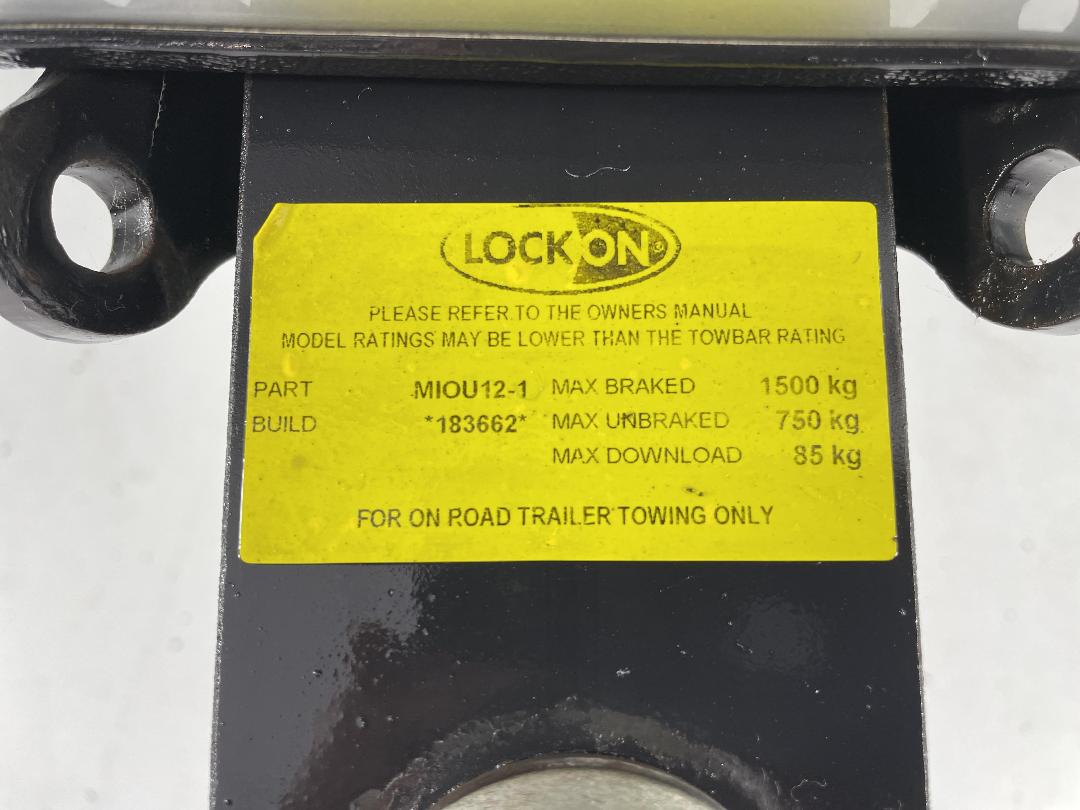 LOCK ON®
PLEASE REFER TO THE OWNERS MANUAL
MODEL RATINGS MAY BE LOWER THAN THE TOWBAR RATING
PART MIOU12-1 MAX BRAKED 1500 kg
BUILD *183662* MAX UNBRAKED 750 kg
MAX DOWNLOAD 85 kg
FOR ON ROAD TRAILER TOWING ONLY